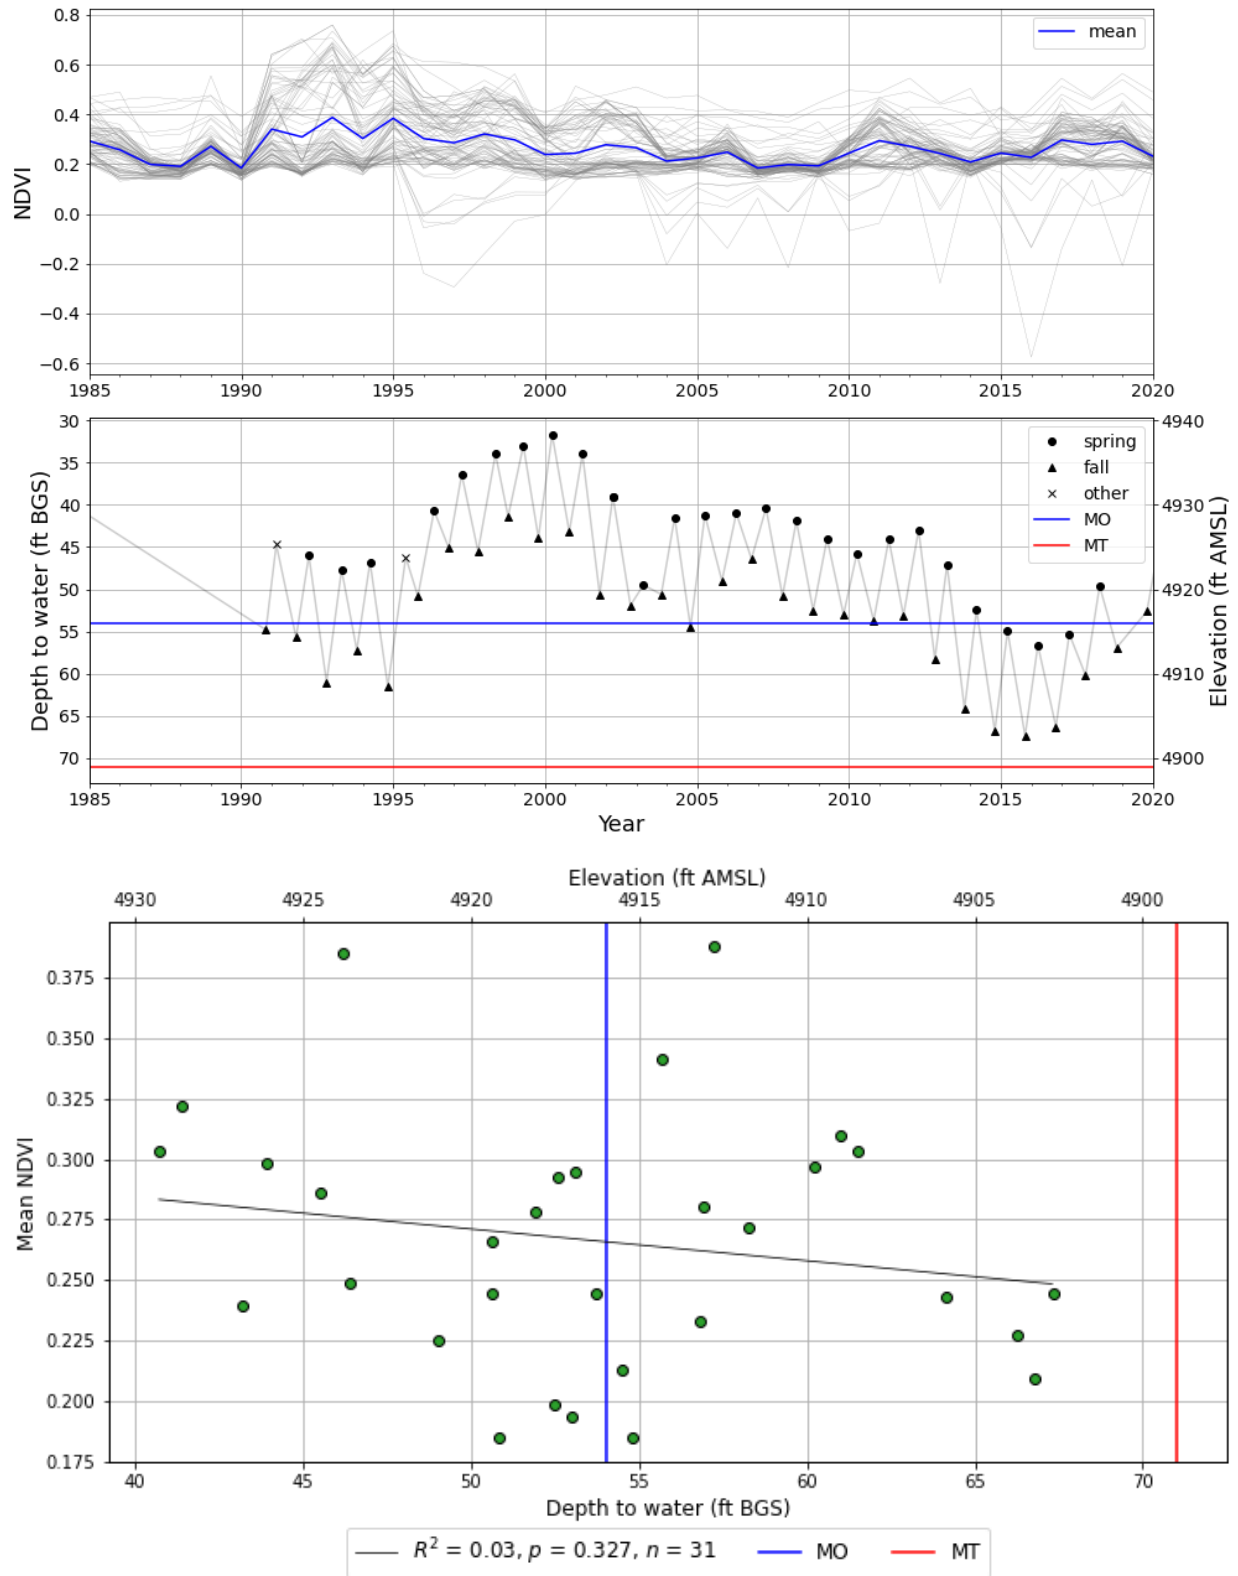 0.8
0.6
0.4
0.2
0.0
−0.2
−0.4
−0.6
NDVI
mean
1985 1990 1995 2000 2005 2010 2015 2020
30
35
40
45
50
55
60
65
70
Depth to water (ft BGS)
spring
fall
other
MO
MT
4940
4930
4920
4910
4900
Elevation (ft AMSL)
1985 1990 1995 2000 2005 2010 2015 2020
Year
Elevation (ft AMSL)
4930 4925 4920 4915 4910 4905 4900
0.375
0.350
0.325
0.300
0.275
0.250
0.225
0.200
0.175
Mean NDVI
40 45 50 55 60 65 70
Depth to water (ft BGS)
R² = 0.03, p = 0.327, n = 31 MO MT